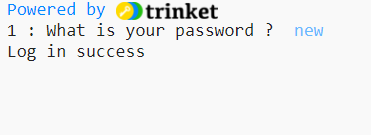 Powered by trinket
1 : What is your password ? new
Log in success